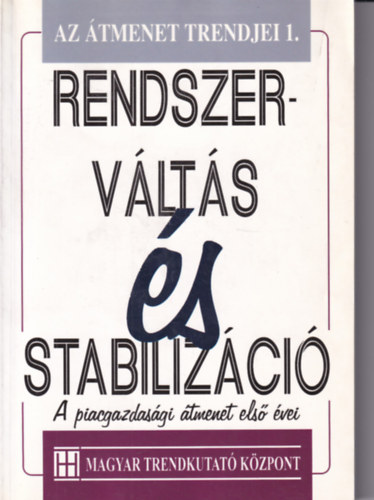 AZ ÁTMENET TRENDJEI 1.
RENDSZER-
VÁLTÁS
és
STABILIZÁCIÓ
A piacgazdasági átmenet első évei
MAGYAR TRENDKUTATÓ KÖZPONT